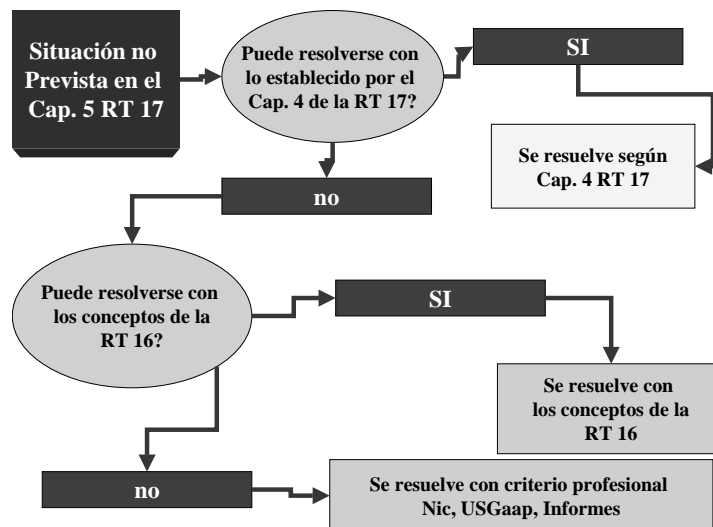 Situación no
Prevista en el
Cap. 5 RT 17
Puede resolverse con
lo establecido por el
Cap. 4 de la RT 17?
SI
Se resuelve según
Cap. 4 RT 17
no
Puede resolverse con
los conceptos de la
RT 16?
SI
Se resuelve con
los conceptos de la
RT 16
no
Se resuelve con criterio profesional
Nic, USGaap, Informes